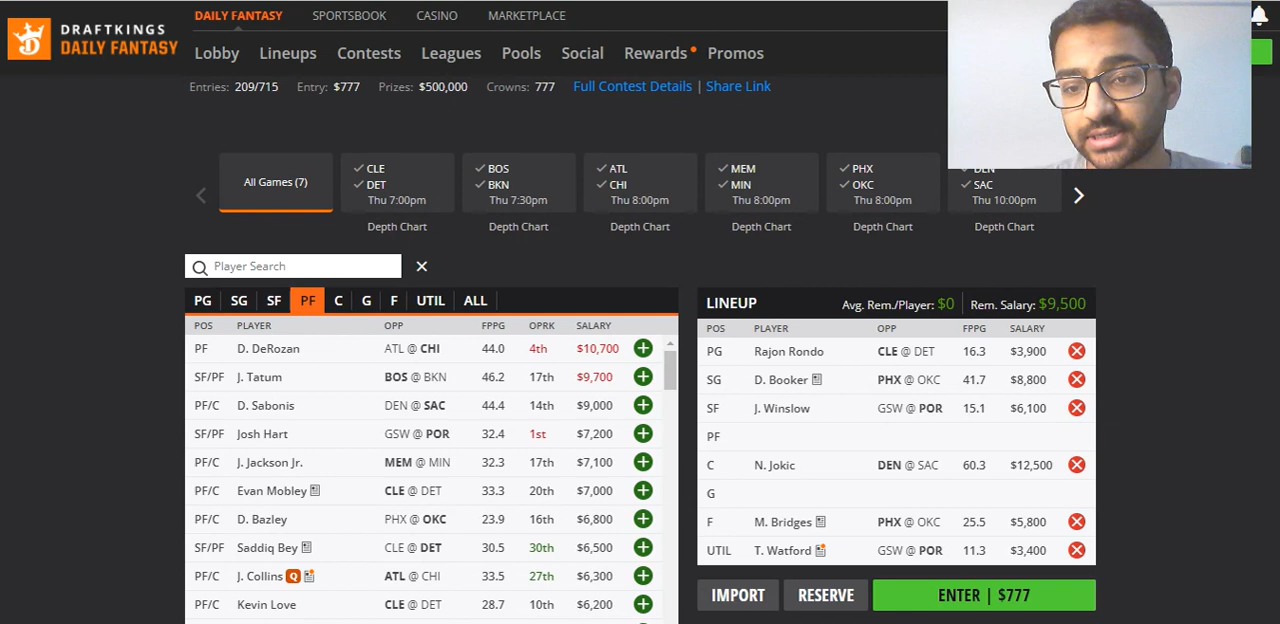 DRAFTKINGS
DAILY FANTASY
DAILY FANTASY SPORTSBOOK CASINO MARKETPLACE
Lobby Lineups Contests Leagues Pools Social Rewards Promos
Entries: 209/715 Entry: $777 Prizes: $500,000 Crowns: 777 Full Contest Details | Share Link
All Games (7)
CLE
DET
Thu 7:00pm
Depth Chart
BOS
BKN
Thu 7:30pm
Depth Chart
ATL
CHI
Thu 8:00pm
Depth Chart
MEM
MIN
Thu 8:00pm
Depth Chart
PHX
OKC
Thu 8:00pm
Depth Chart
DEN
SAC
Thu 10:00pm
Depth Chart
Player Search
PG SG SF PF C G F UTIL ALL
POS PLAYER OPP FPPG OPRK SALARY
PF D. DeRozan ATL @ CHI 44.0 4th $10,700
SF/PF J. Tatum BOS @ BKN 46.2 17th $9,700
PF/C D. Sabonis DEN @ SAC 44.4 14th $9,000
SF/PF Josh Hart GSW @ POR 32.4 1st $7,200
PF/C J. Jackson Jr. MEM @ MIN 32.3 17th $7,100
PF/C Evan Mobley CLE @ DET 33.3 20th $7,000
PF/C D. Bazley PHX @ OKC 23.9 16th $6,800
SF/PF Saddiq Bey CLE @ DET 30.5 30th $6,500
PF/C J. Collins Q ATL @ CHI 33.5 27th $6,300
PF/C Kevin Love CLE @ DET 28.7 10th $6,200
LINEUP Avg. Rem./Player: $0 Rem. Salary: $9,500
POS PLAYER OPP FPPG SALARY
PG Rajon Rondo CLE @ DET 16.3 $3,900
SG D. Booker PHX @ OKC 41.7 $8,800
SF J. Winslow GSW @ POR 15.1 $6,100
PF
C N. Jokic DEN @ SAC 60.3 $12,500
G
F M. Bridges PHX @ OKC 25.5 $5,800
UTIL T. Watford GSW @ POR 11.3 $3,400
IMPORT RESERVE ENTER | $777